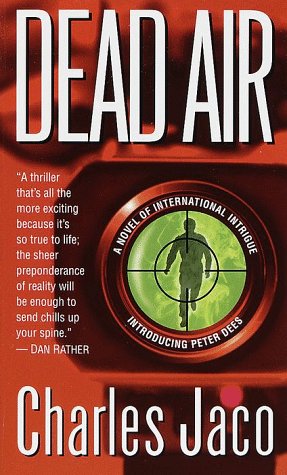 DEAD AIR
"A thriller
that's all the
more exciting
because it's
so true to life;
the sheer
preponderance
of reality will
be enough to
send chills up
your spine."
— DAN RATHER
A NOVEL OF INTERNATIONAL INTRIGUE
INTRODUCING PETER DEES
Charles Jaco